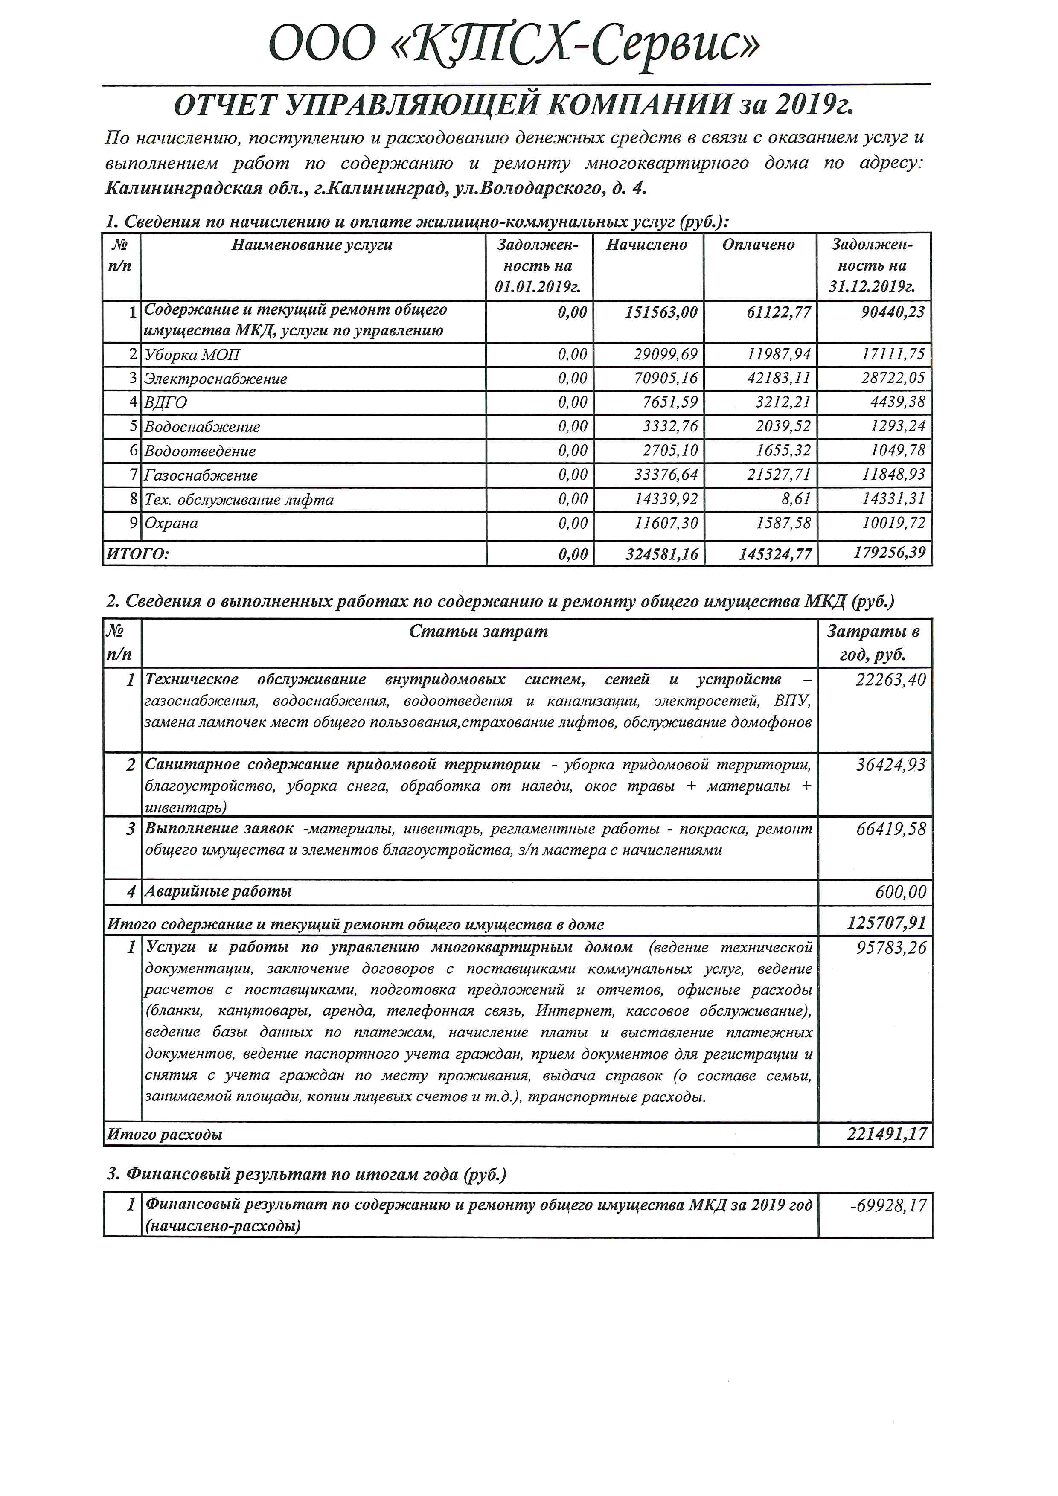 ООО «КТСХ-Сервис»
ОТЧЕТ УПРАВЛЯЮЩЕЙ КОМПАНИИ за 2019г.
По начислению, поступлению и расходованию денежных средств в связи с оказанием услуг и
выполнением работ по содержанию и ремонту многоквартирного дома по адресу:
Калининградская обл., г.Калининград, ул.Володарского, д. 4.
1. Сведения по начислению и оплате жилищно-коммунальных услуг (руб.):
№ п/п Наименование услуги Задолжен-ность на 01.01.2019г. Начислено Оплачено Задолжен-ность на 31.12.2019г.
1 Содержание и текущий ремонт общего имущества МКД, услуги по управлению 0,00 151563,00 61122,77 90440,23
2 Уборка МОП 0,00 29099,69 11987,94 17111,75
3 Электроснабжение 0,00 70905,16 42183,11 28722,05
4 ВДГО 0,00 7651,59 3212,21 4439,38
5 Водоснабжение 0,00 3332,76 2039,52 1293,24
6 Водоотведение 0,00 2705,10 1655,32 1049,78
7 Газоснабжение 0,00 33376,64 21527,71 11848,93
8 Тех. обслуживание лифта 0,00 14339,92 8,61 14331,31
9 Охрана 0,00 11607,30 1587,58 10019,72
ИТОГО: 0,00 324581,16 145324,77 179256,39
2. Сведения о выполненных работах по содержанию и ремонту общего имущества МКД (руб.)
№ п/п Статьи затрат Затраты в год, руб.
1 Техническое обслуживание внутридомовых систем, сетей и устройств – 22263,40
газоснабжения, водоснабжения, водоотведения и канализации, электросетей, ВПУ,
замена лампочек мест общего пользования,страхование лифтов, обслуживание домофонов
2 Санитарное содержание придомовой территории - уборка придомовой территории, 36424,93
благоустройство, уборка снега, обработка от наледи, окос травы + материалы +
инвентарь)
3 Выполнение заявок -материалы, инвентарь, регламентные работы - покраска, ремонт 66419,58
общего имущества и элементов благоустройства, з/п мастера с начислениями
4 Аварийные работы 600,00
Итого содержание и текущий ремонт общего имущества в доме 125707,91
1 Услуги и работы по управлению многоквартирным домом (ведение технической 95783,26
документации, заключение договоров с поставщиками коммунальных услуг, ведение
расчетов с поставщиками, подготовка предложений и отчетов, офисные расходы
(бланки, канцтовары, аренда, телефонная связь, Интернет, кассовое обслуживание),
ведение базы данных по платежам, начисление платы и выставление платежных
документов, ведение паспортного учета граждан, прием документов для регистрации и
снятия с учета граждан по месту проживания, выдача справок (о составе семьи,
занимаемой площади, копии лицевых счетов и т.д.), транспортные расходы.
Итого расходы 221491,17
3. Финансовый результат по итогам года (руб.)
1 Финансовый результат по содержанию и ремонту общего имущества МКД за 2019 год -69928,17
(начислено-расходы)